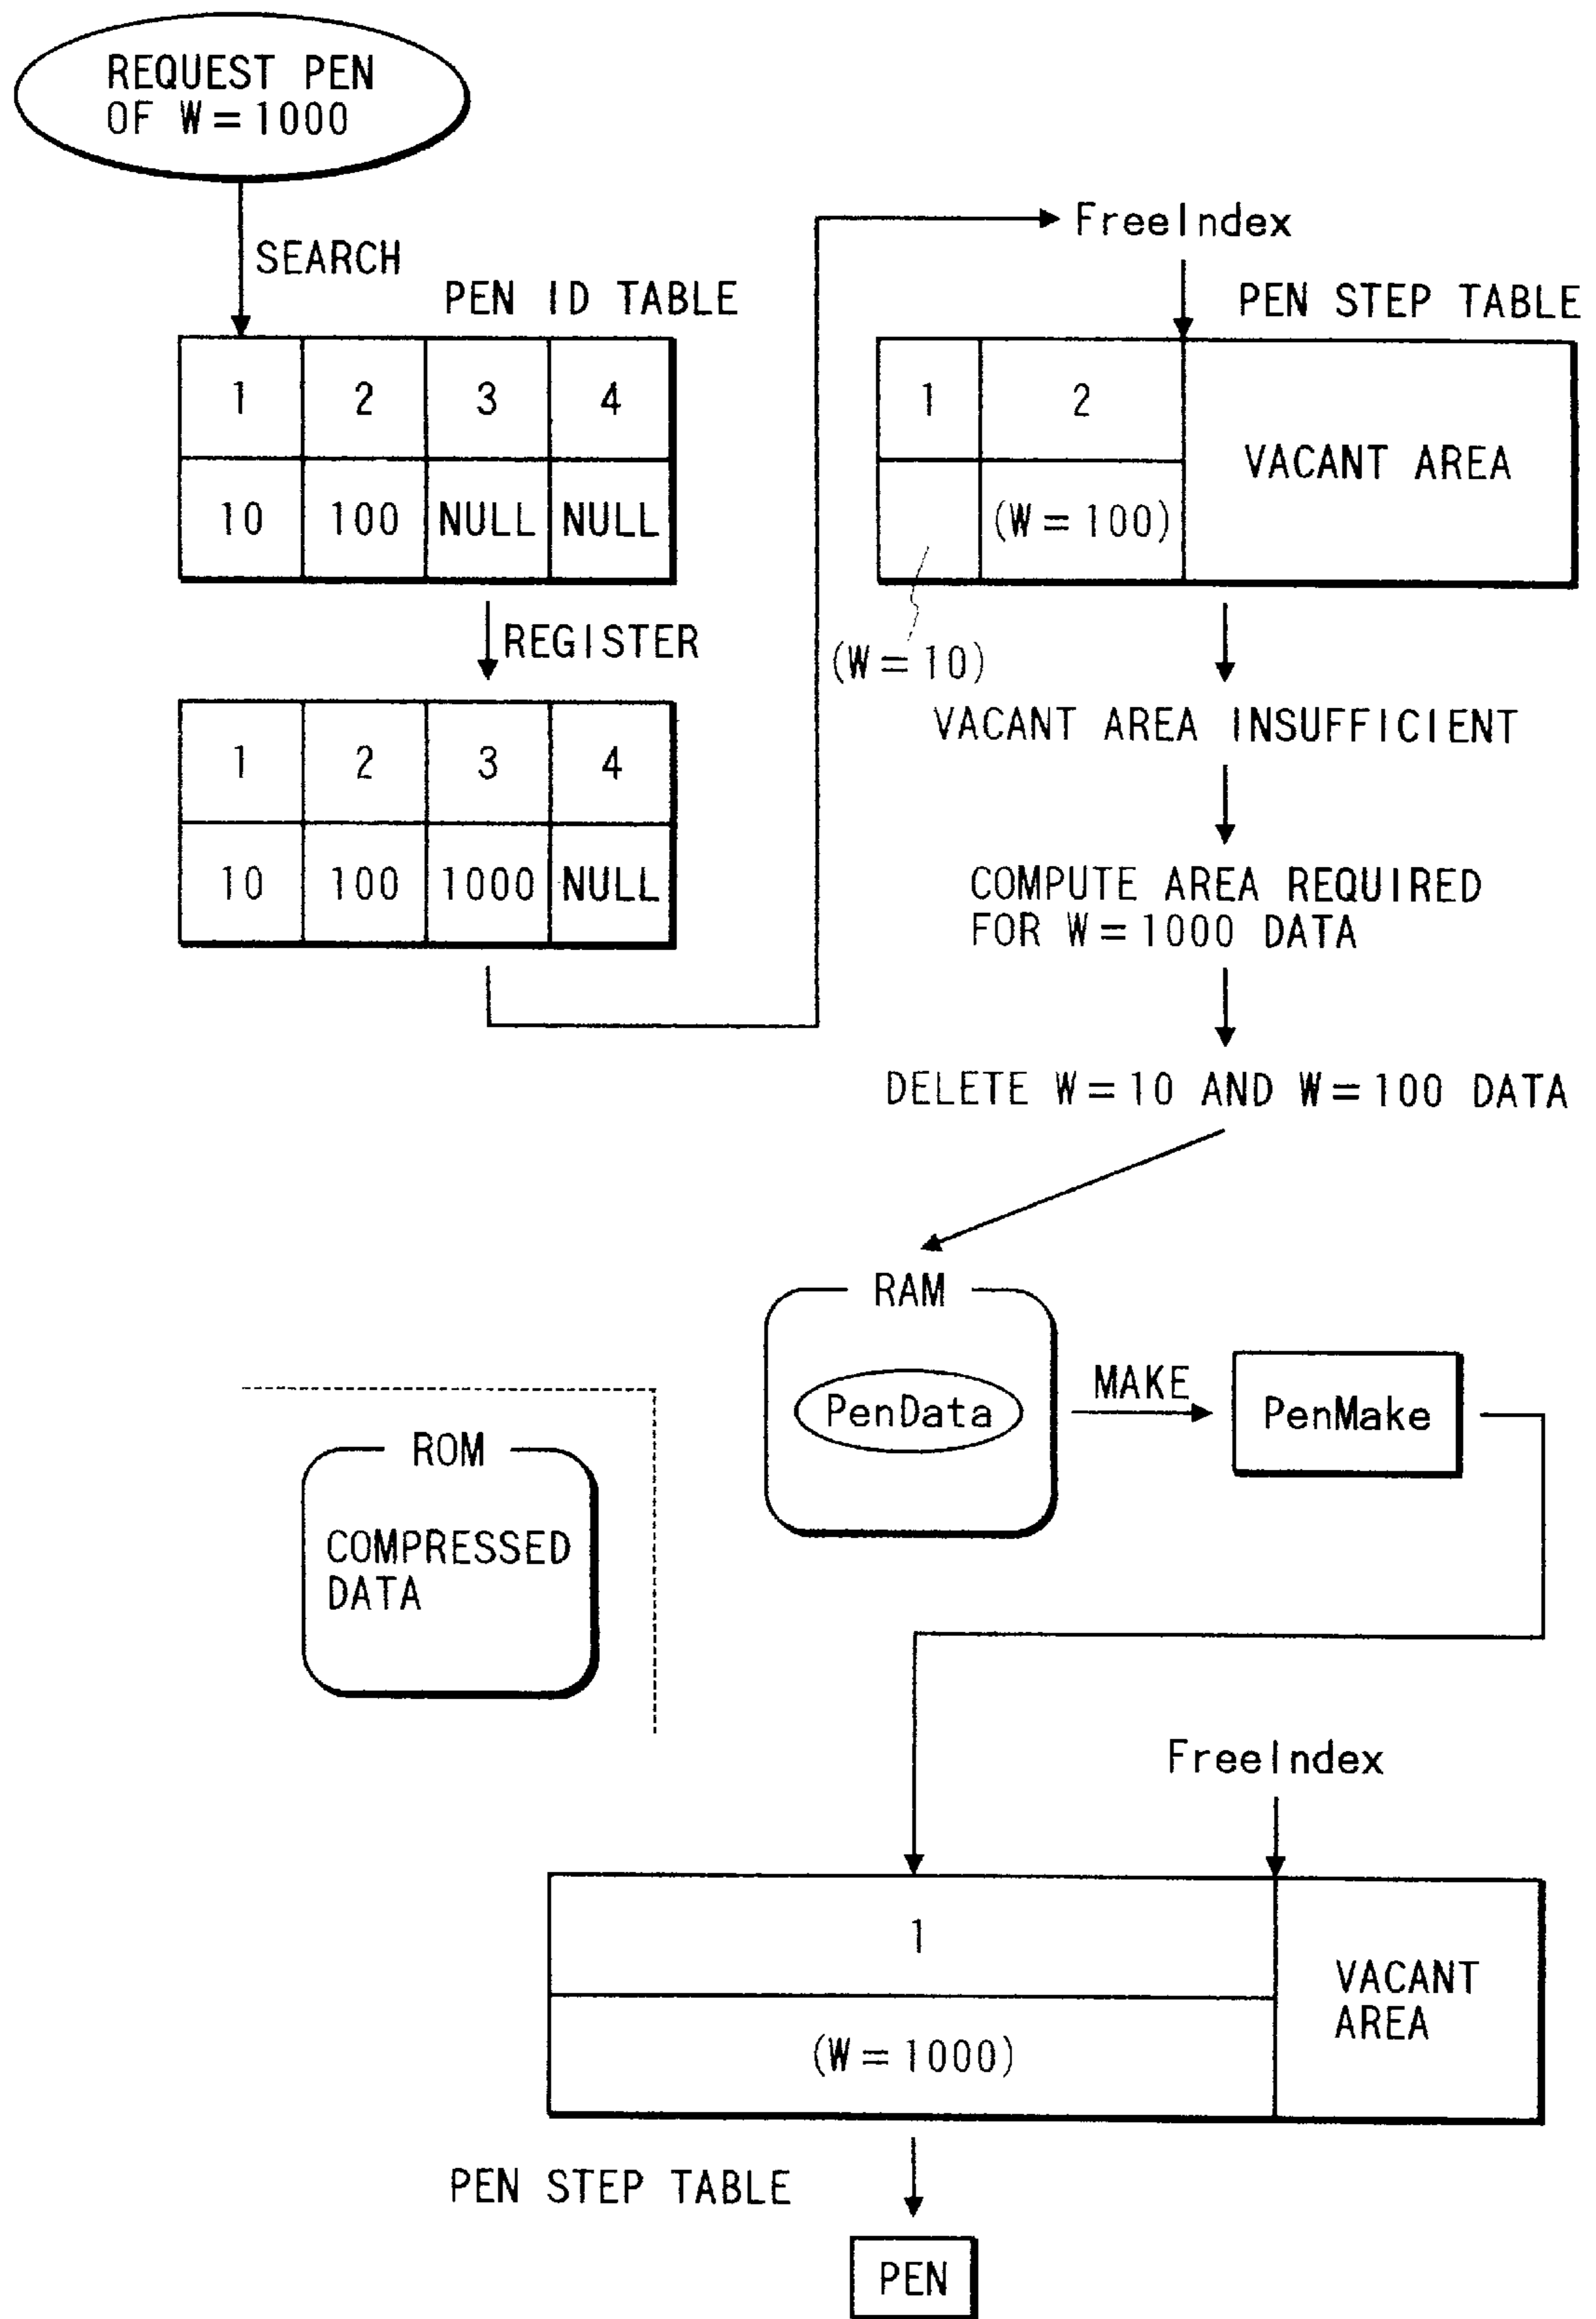 REQUEST PEN
OF W=1000
SEARCH
PEN ID TABLE
1 2 3 4
10 100 NULL NULL
REGISTER
1 2 3 4
10 100 1000 NULL
FreeIndex
PEN STEP TABLE
1 2
VACANT AREA
(W=100)
(W=10)
VACANT AREA INSUFFICIENT
COMPUTE AREA REQUIRED
FOR W=1000 DATA
DELETE W=10 AND W=100 DATA
RAM
PenData
MAKE
PenMake
ROM
COMPRESSED
DATA
FreeIndex
1
VACANT
AREA
(W=1000)
PEN STEP TABLE
PEN